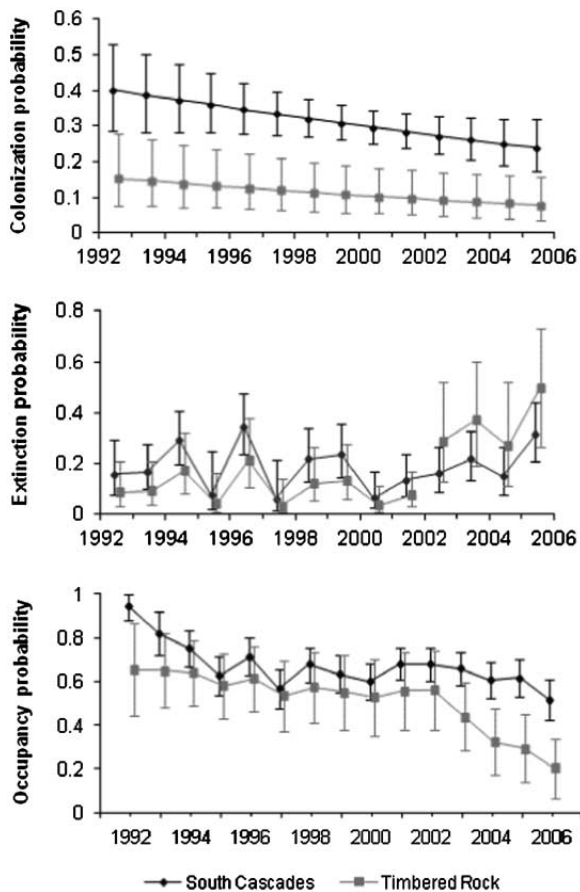 Colonization probability
0.6
0.5
0.4
0.3
0.2
0.1
0
1992 1994 1996 1998 2000 2002 2004 2006
Extinction probability
0.8
0.6
0.4
0.2
0
1992 1994 1996 1998 2000 2002 2004 2006
Occupancy probability
1
0.8
0.6
0.4
0.2
0
1992 1994 1996 1998 2000 2002 2004 2006
South Cascades Timbered Rock